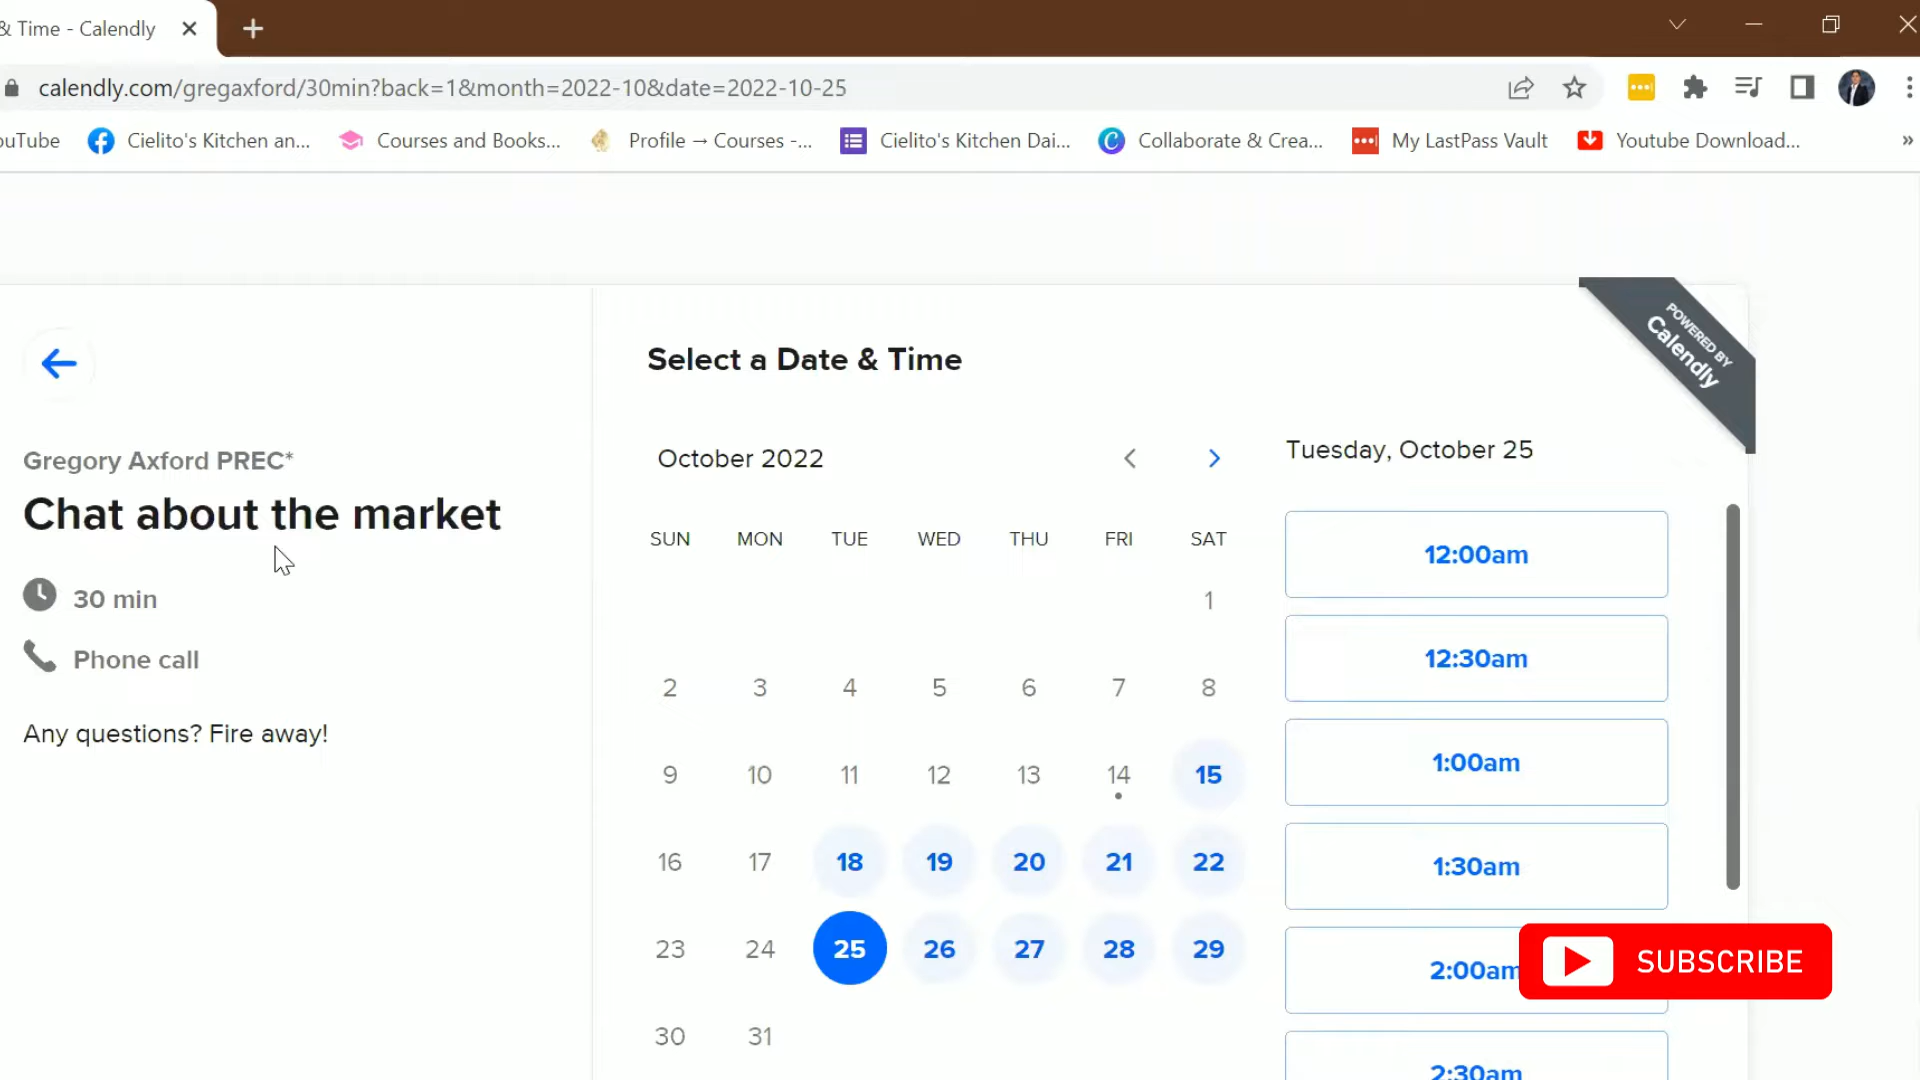 & Time - Calendly
calendly.com/gregaxford/30min?back=1&month=2022-10&date=2022-10-25
ouTube
Cielito's Kitchen an...
Courses and Books...
Profile → Courses -...
Cielito's Kitchen Dai...
Collaborate & Crea...
My LastPass Vault
Youtube Download...
»
POWERED BY
Calendly
Gregory Axford PREC*
Chat about the market
30 min
Phone call
Any questions? Fire away!
Select a Date & Time
October 2022
SUN MON TUE WED THU FRI SAT
1
2 3 4 5 6 7 8
9 10 11 12 13 14 15
16 17 18 19 20 21 22
23 24 25 26 27 28 29
30 31
Tuesday, October 25
12:00am
12:30am
1:00am
1:30am
2:00am
2:30am
SUBSCRIBE